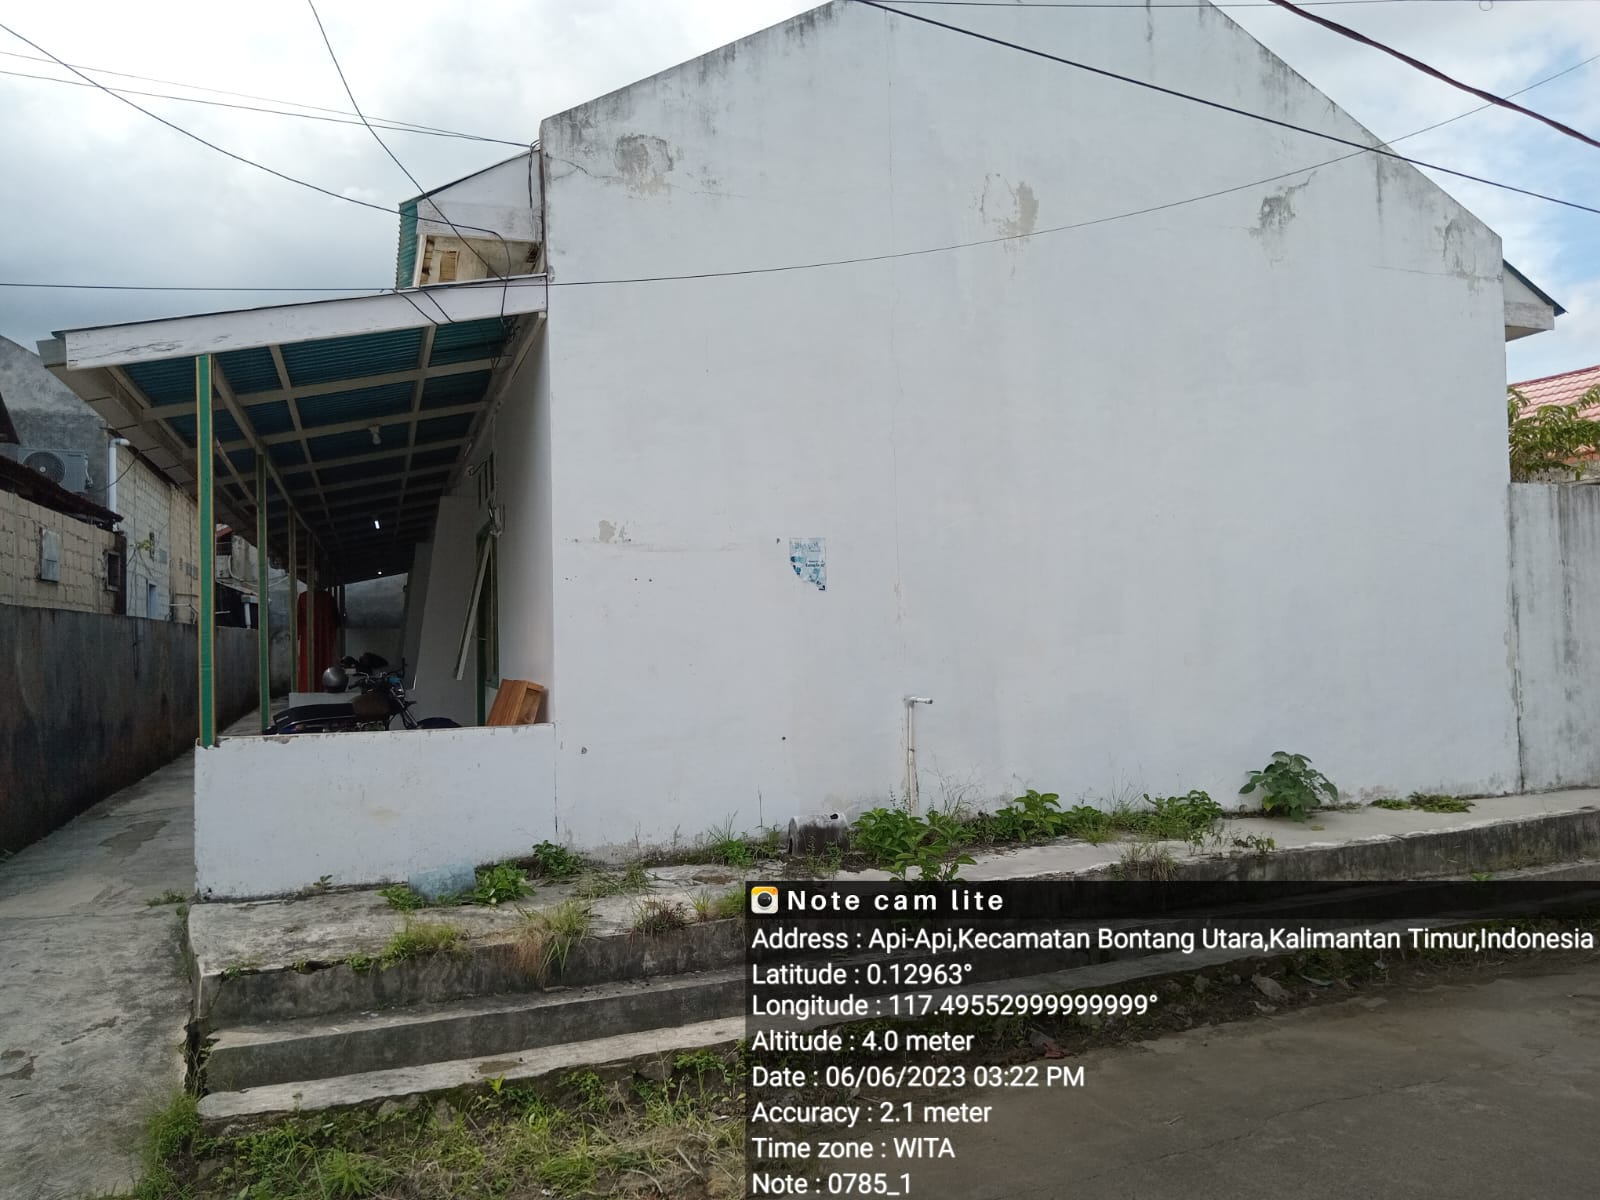 Note cam lite
Address : Api-Api,Kecamatan Bontang Utara,Kalimantan Timur,Indonesia
Latitude : 0.12963°
Longitude : 117.49552999999999°
Altitude : 4.0 meter
Date : 06/06/2023 03:22 PM
Accuracy : 2.1 meter
Time zone : WITA
Note : 0785_1